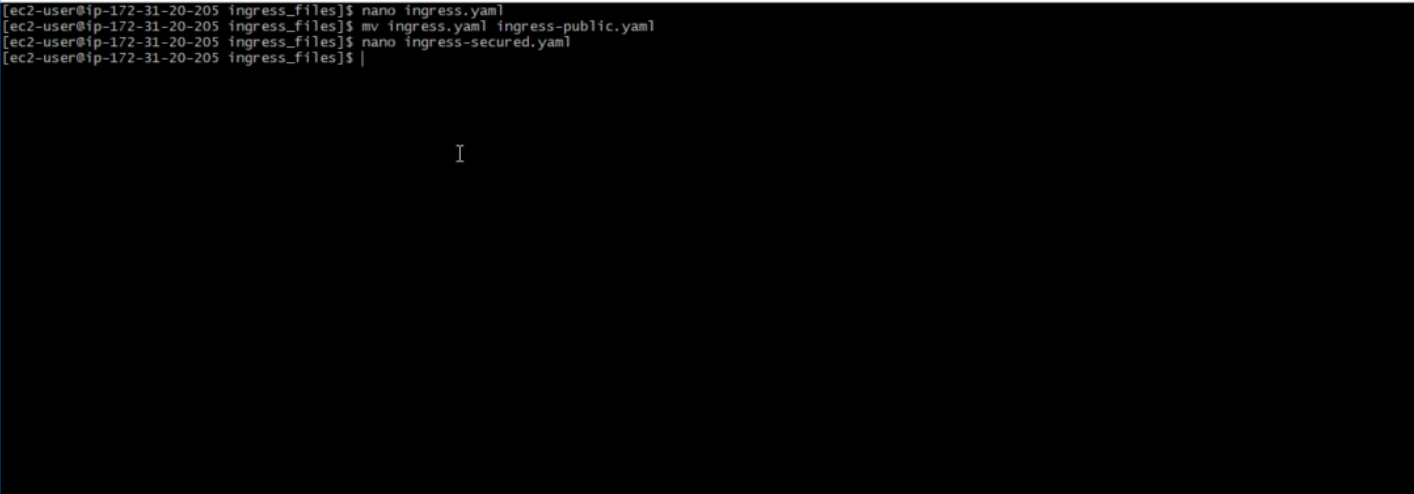 [ec2-user@ip-172-31-20-205 ingress_files]$ nano ingress.yaml
[ec2-user@ip-172-31-20-205 ingress_files]$ mv ingress.yaml ingress-public.yaml
[ec2-user@ip-172-31-20-205 ingress_files]$ nano ingress-secured.yaml
[ec2-user@ip-172-31-20-205 ingress_files]$